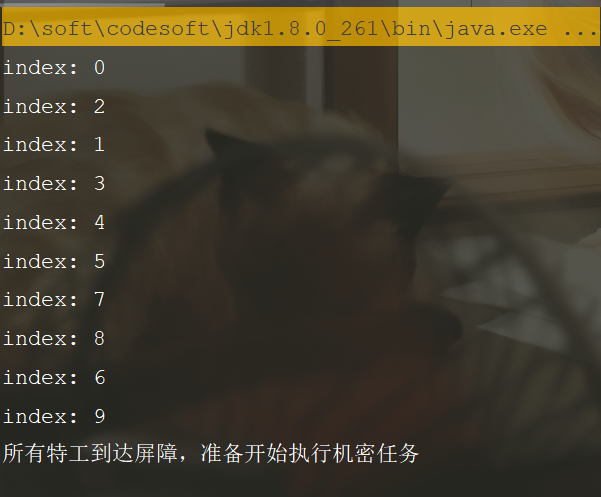 D:\soft\codesoft\jdk1.8.0_261\bin\java.exe ...
index: 0
index: 2
index: 1
index: 3
index: 4
index: 5
index: 7
index: 8
index: 6
index: 9
所有特工到达屏障，准备开始执行机密任务